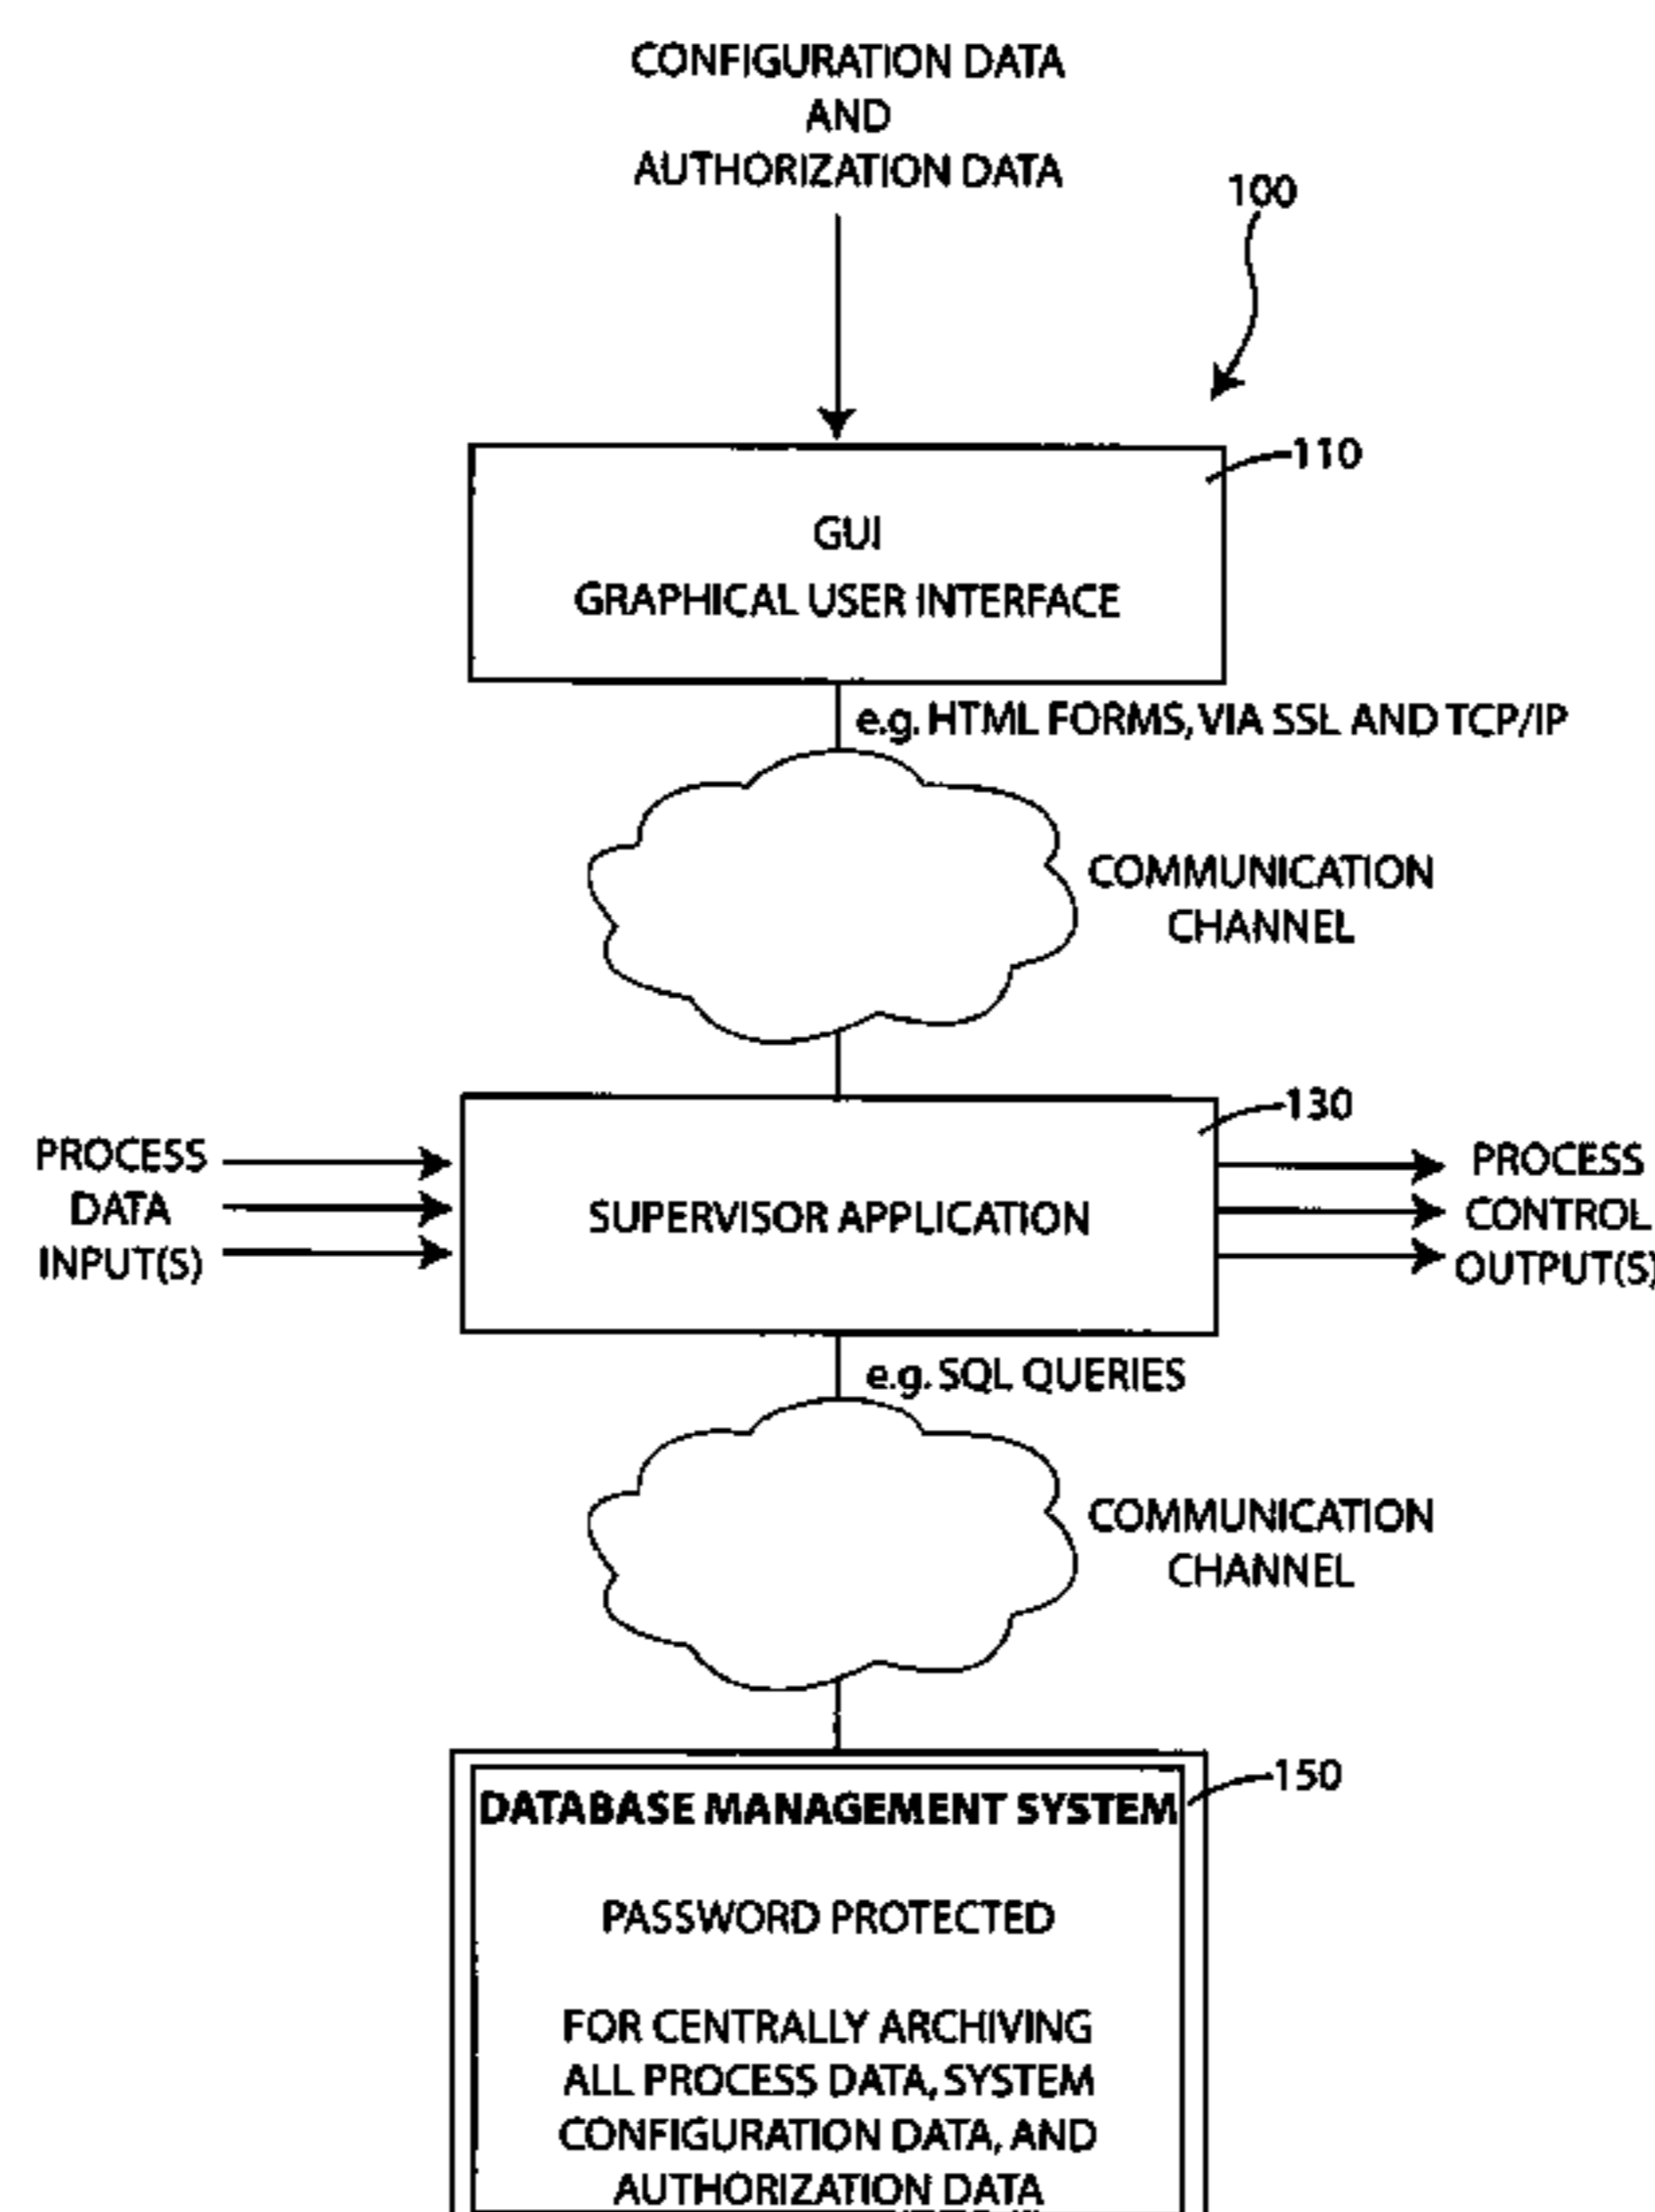 CONFIGURATION DATA
AND
AUTHORIZATION DATA
100
110
GUI
GRAPHICAL USER INTERFACE
e.g. HTML FORMS, VIA SSL AND TCP/IP
COMMUNICATION
CHANNEL
130
PROCESS
DATA
INPUT(S)
SUPERVISOR APPLICATION
PROCESS
CONTROL
OUTPUT(S)
e.g. SQL QUERIES
COMMUNICATION
CHANNEL
150
DATABASE MANAGEMENT SYSTEM
PASSWORD PROTECTED
FOR CENTRALLY ARCHIVING
ALL PROCESS DATA, SYSTEM
CONFIGURATION DATA, AND
AUTHORIZATION DATA